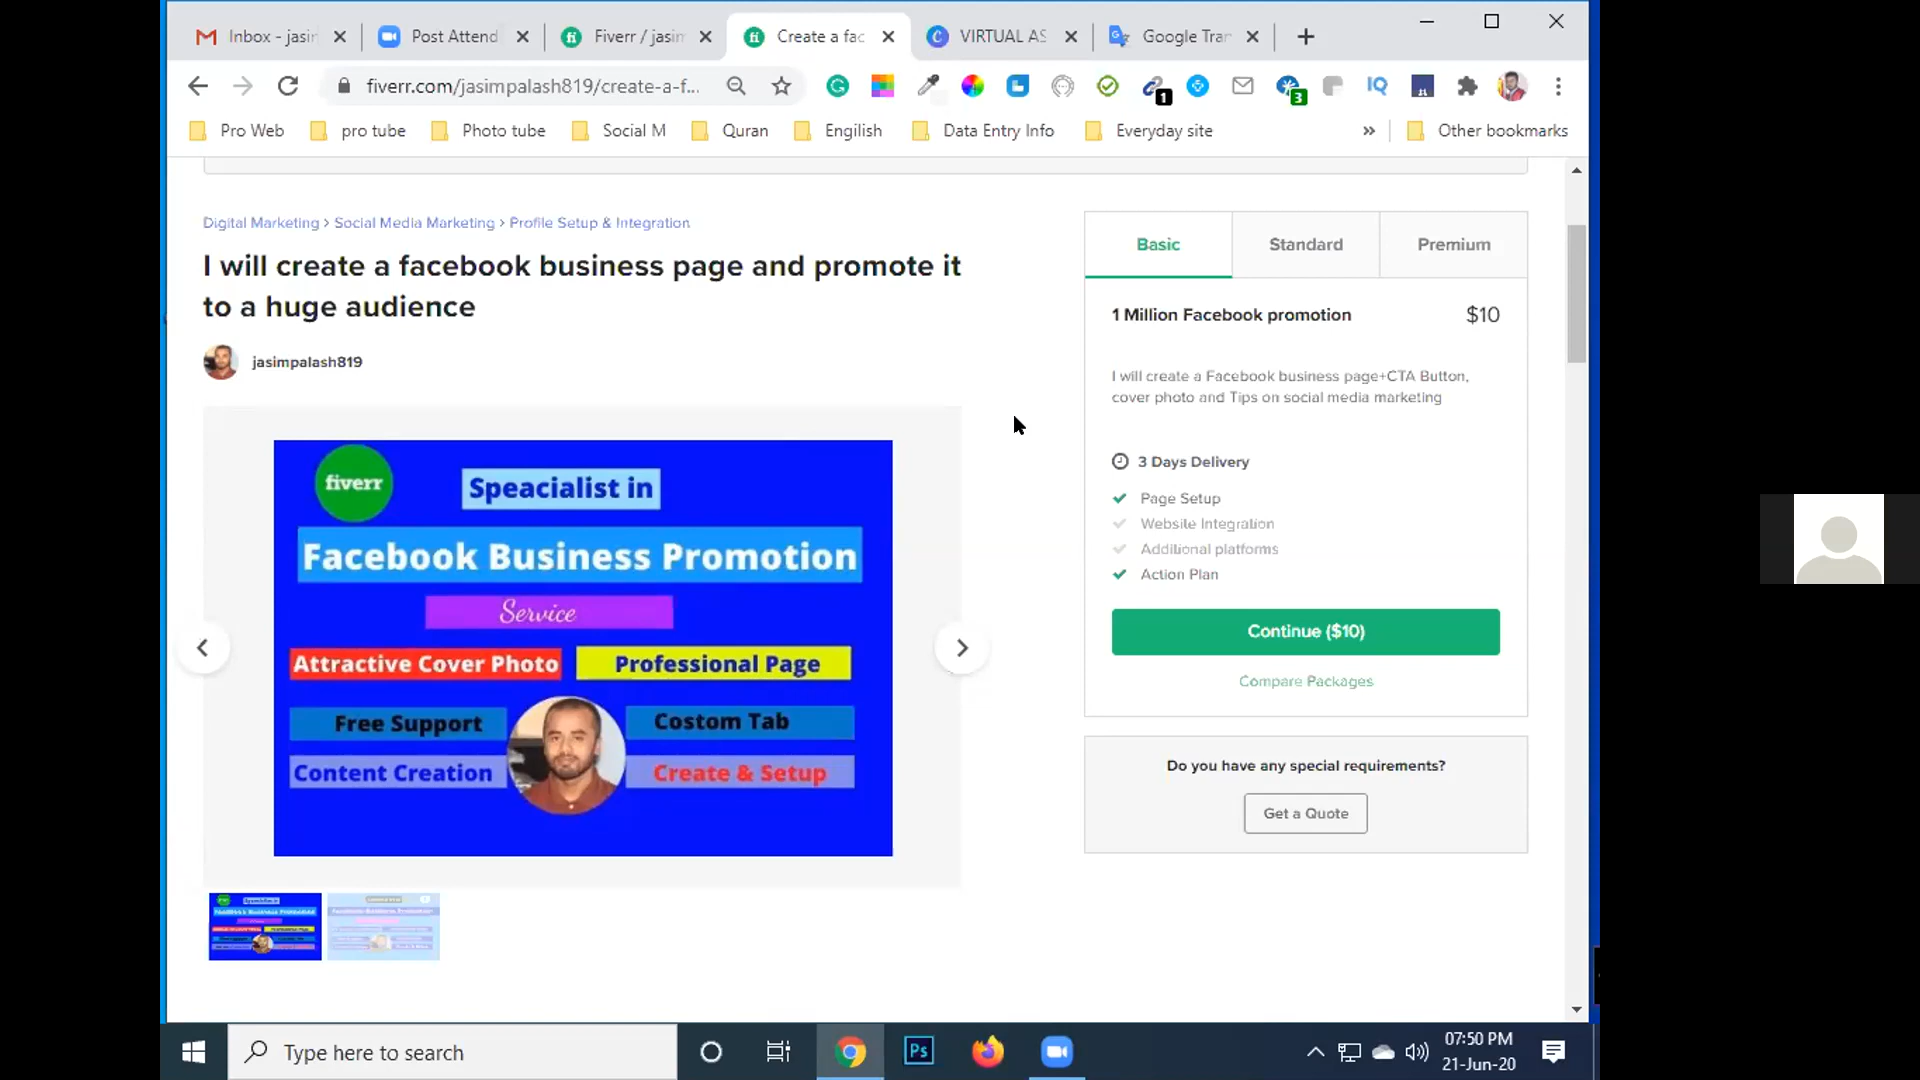 Inbox - jasin
Post Attend
Fiverr / jasim
Create a fac
VIRTUAL AS
Google Tran
fiverr.com/jasimpalash819/create-a-f...
1
3
IQ
Pro Web
pro tube
Photo tube
Social M
Quran
Engilish
Data Entry Info
Everyday site
»
Other bookmarks
Digital Marketing > Social Media Marketing > Profile Setup & Integration
I will create a facebook business page and promote it
to a huge audience
jasimpalash819
fiverr
Speacialist in
Facebook Business Promotion
Service
Attractive Cover Photo
Professional Page
Free Support
Costom Tab
Content Creation
Create & Setup
Basic
Standard
Premium
1 Million Facebook promotion
$10
I will create a Facebook business page+CTA Button,
cover photo and Tips on social media marketing
3 Days Delivery
Page Setup
Website Integration
Additional platforms
Action Plan
Continue ($10)
Compare Packages
Do you have any special requirements?
Get a Quote
Type here to search
Ps
07:50 PM
21-Jun-20